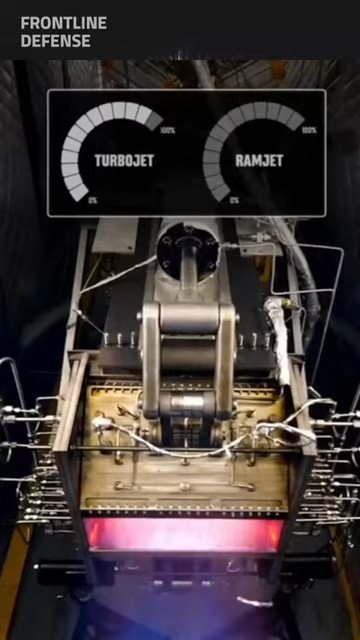 FRONTLINE
DEFENSE
100%
100%
TURBOJET
RAMJET
0%
0%